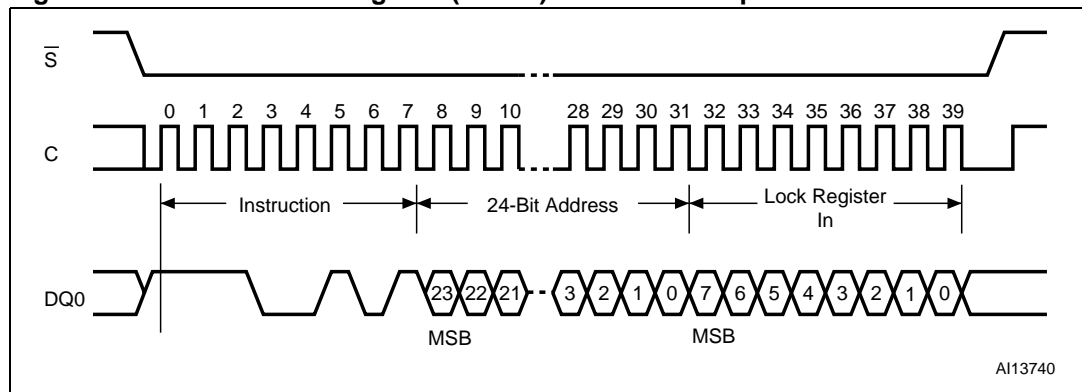 S
0 1 2 3 4 5 6 7 8 9 10 28 29 30 31 32 33 34 35 36 37 38 39
C
Instruction 24-Bit Address Lock Register
In
DQ0 23 22 21 3 2 1 0 7 6 5 4 3 2 1 0
MSB MSB
AI13740